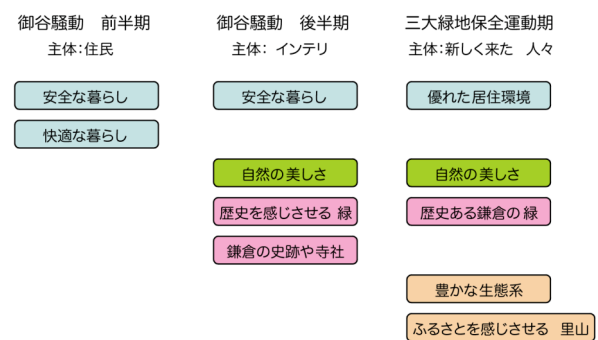 御谷騒動　前半期
主体：住民
安全な暮らし
快適な暮らし
御谷騒動　後半期
主体： インテリ
安全な暮らし
自然の美しさ
歴史を感じさせる 緑
鎌倉の史跡や寺社
三大緑地保全運動期
主体：新しく来た　人々
優れた居住環境
自然の美しさ
歴史ある鎌倉の緑
豊かな生態系
ふるさとを感じさせる　里山